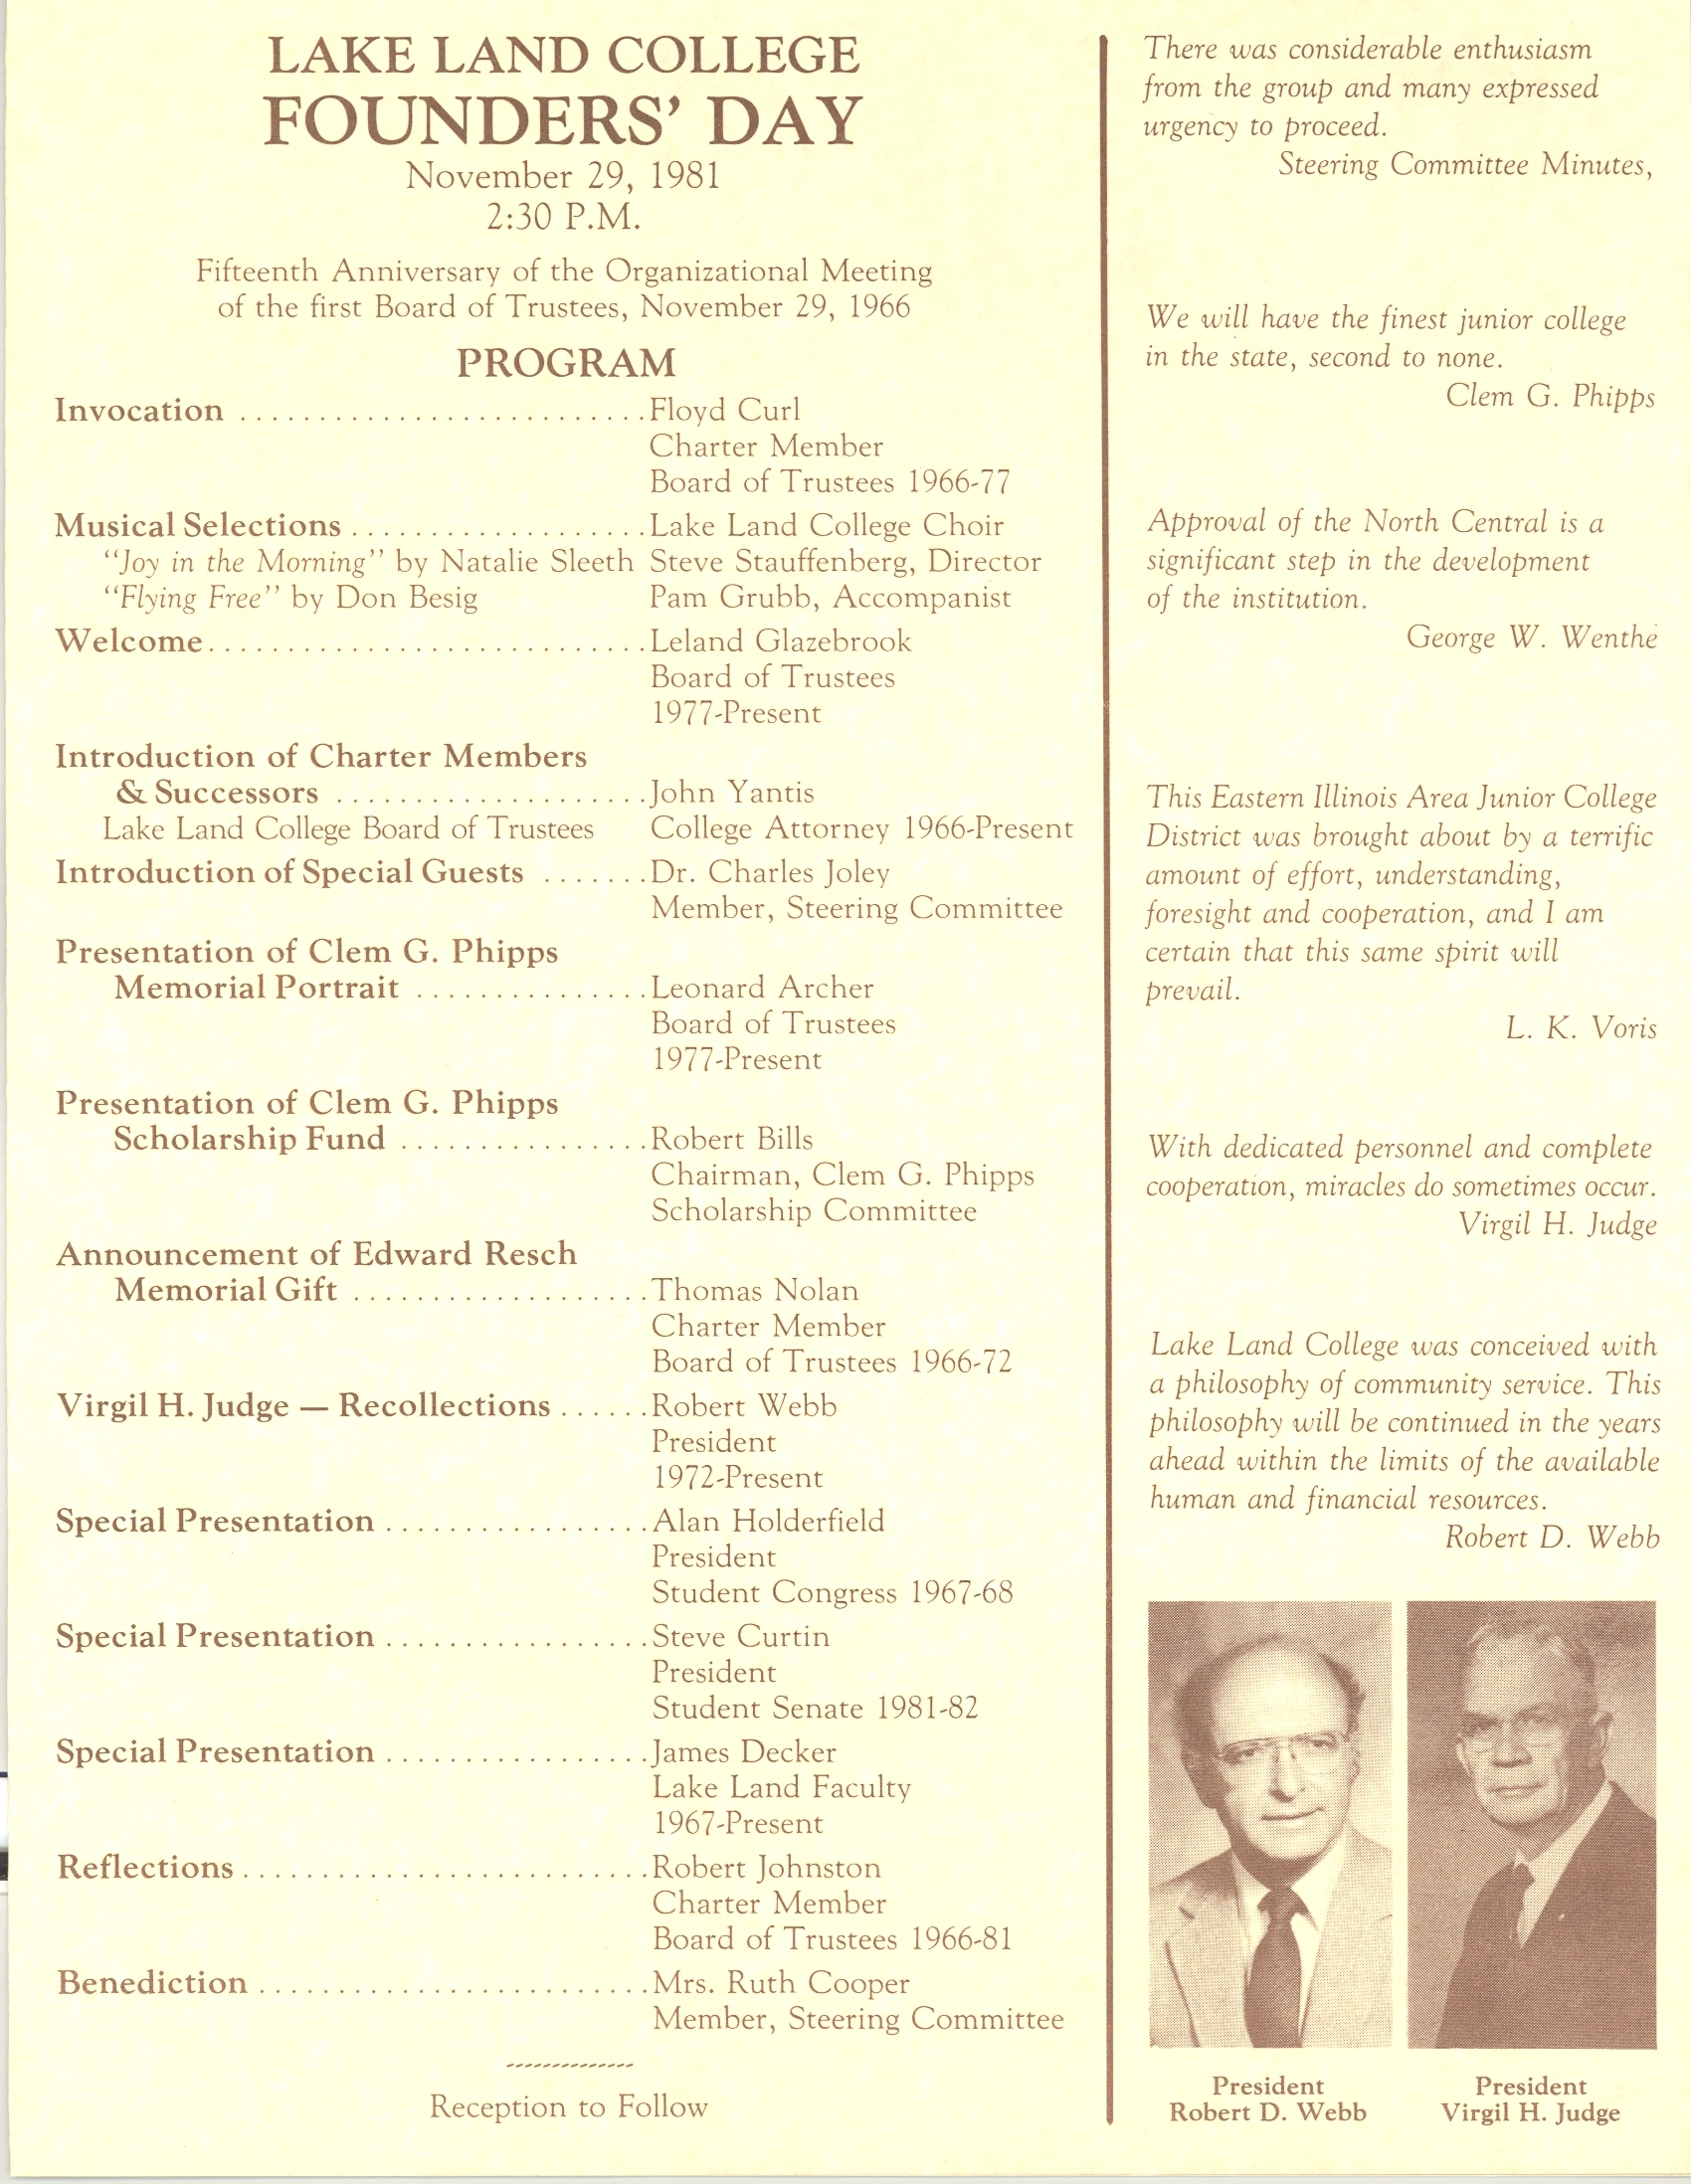 LAKE LAND COLLEGE
FOUNDERS' DAY
November 29, 1981
2:30 P.M.
Fifteenth Anniversary of the Organizational Meeting
of the first Board of Trustees, November 29, 1966
PROGRAM
Invocation ..........................Floyd Curl
Charter Member
Board of Trustees 1966-77
Musical Selections ...................Lake Land College Choir
"Joy in the Morning" by Natalie Sleeth Steve Stauffenberg, Director
"Flying Free" by Don Besig Pam Grubb, Accompanist
Welcome............................Leland Glazebrook
Board of Trustees
1977-Present
Introduction of Charter Members
& Successors ....................John Yantis
Lake Land College Board of Trustees College Attorney 1966-Present
Introduction of Special Guests .......Dr. Charles Joley
Member, Steering Committee
Presentation of Clem G. Phipps
Memorial Portrait ...............Leonard Archer
Board of Trustees
1977-Present
Presentation of Clem G. Phipps
Scholarship Fund ................Robert Bills
Chairman, Clem G. Phipps
Scholarship Committee
Announcement of Edward Resch
Memorial Gift ...................Thomas Nolan
Charter Member
Board of Trustees 1966-72
Virgil H. Judge — Recollections ......Robert Webb
President
1972-Present
Special Presentation .................Alan Holderfield
President
Student Congress 1967-68
Special Presentation .................Steve Curtin
President
Student Senate 1981-82
Special Presentation .................James Decker
Lake Land Faculty
1967-Present
Reflections ..........................Robert Johnston
Charter Member
Board of Trustees 1966-81
Benediction .........................Mrs. Ruth Cooper
Member, Steering Committee
Reception to Follow
There was considerable enthusiasm
from the group and many expressed
urgency to proceed.
Steering Committee Minutes,
We will have the finest junior college
in the state, second to none.
Clem G. Phipps
Approval of the North Central is a
significant step in the development
of the institution.
George W. Wenthe
This Eastern Illinois Area Junior College
District was brought about by a terrific
amount of effort, understanding,
foresight and cooperation, and I am
certain that this same spirit will
prevail.
L. K. Voris
With dedicated personnel and complete
cooperation, miracles do sometimes occur.
Virgil H. Judge
Lake Land College was conceived with
a philosophy of community service. This
philosophy will be continued in the years
ahead within the limits of the available
human and financial resources.
Robert D. Webb
President
Robert D. Webb
President
Virgil H. Judge